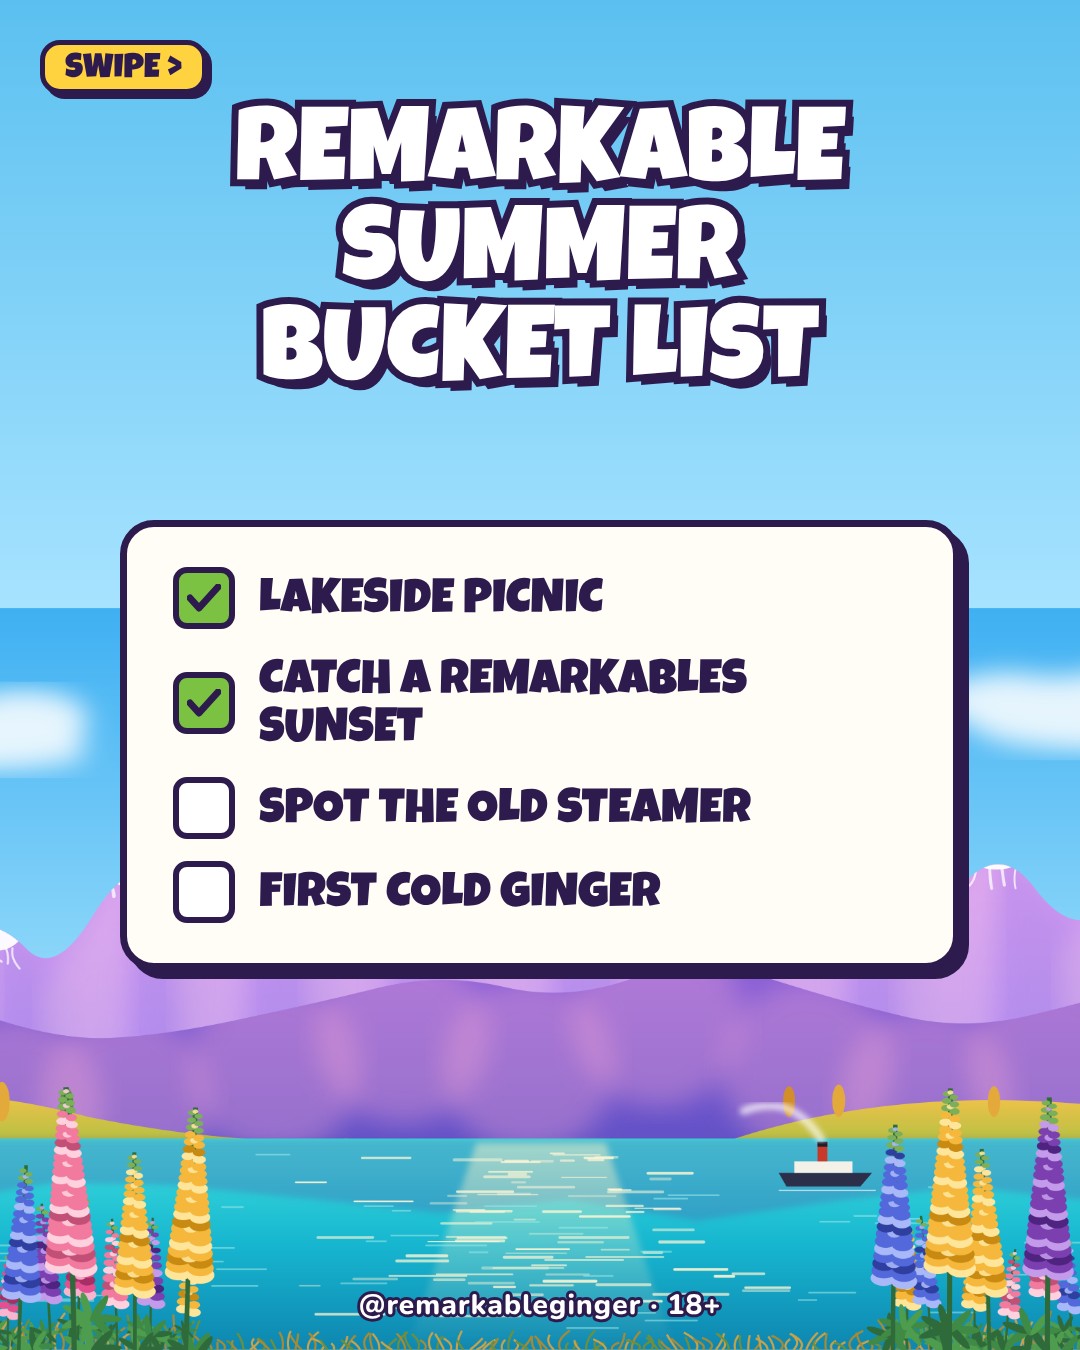 SWIPE >
REMARKABLE
SUMMER
BUCKET LIST
LAKESIDE PICNIC
CATCH A REMARKABLES
SUNSET
SPOT THE OLD STEAMER
FIRST COLD GINGER
@remarkableginger · 18+